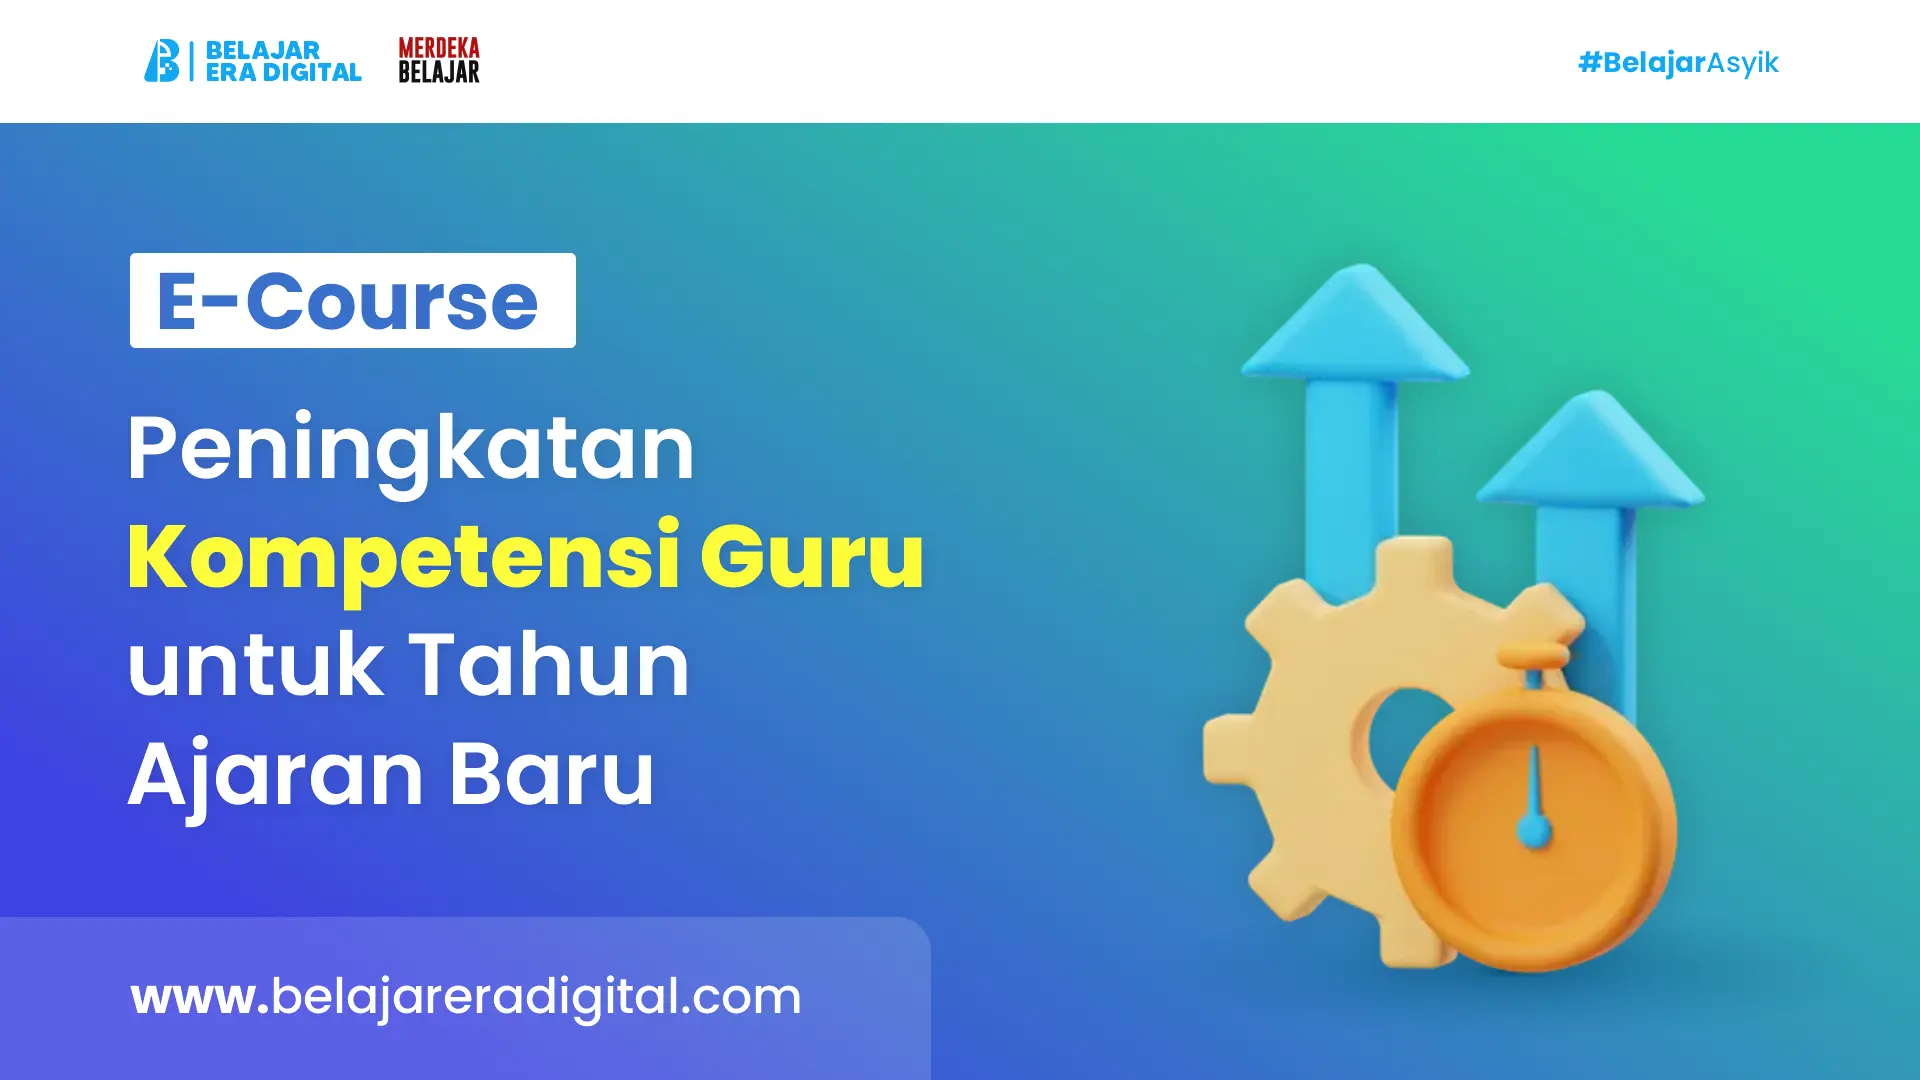 BELAJAR
ERA DIGITAL
MERDEKA
BELAJAR
#BelajarAsyik
E-Course
Peningkatan
Kompetensi Guru
untuk Tahun
Ajaran Baru
www.belajareradigital.com